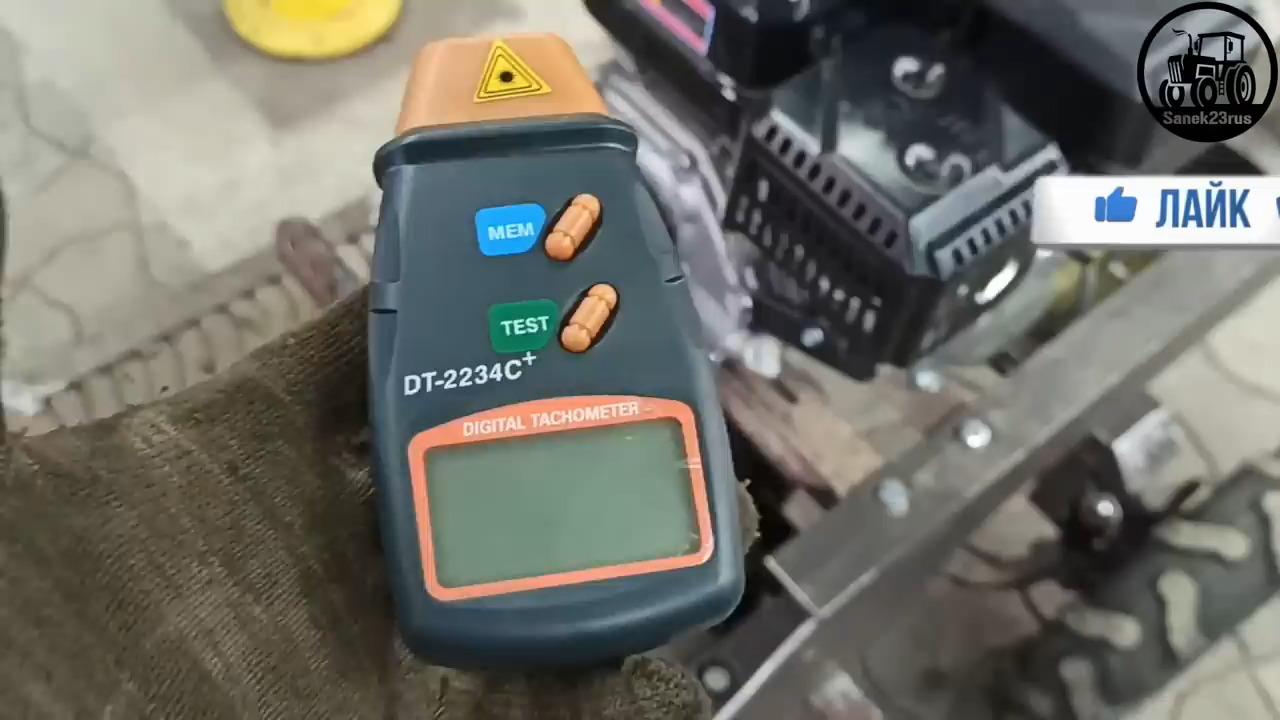 Sanek23rus
ЛАЙК
MEM
TEST
DT-2234C+
DIGITAL TACHOMETER